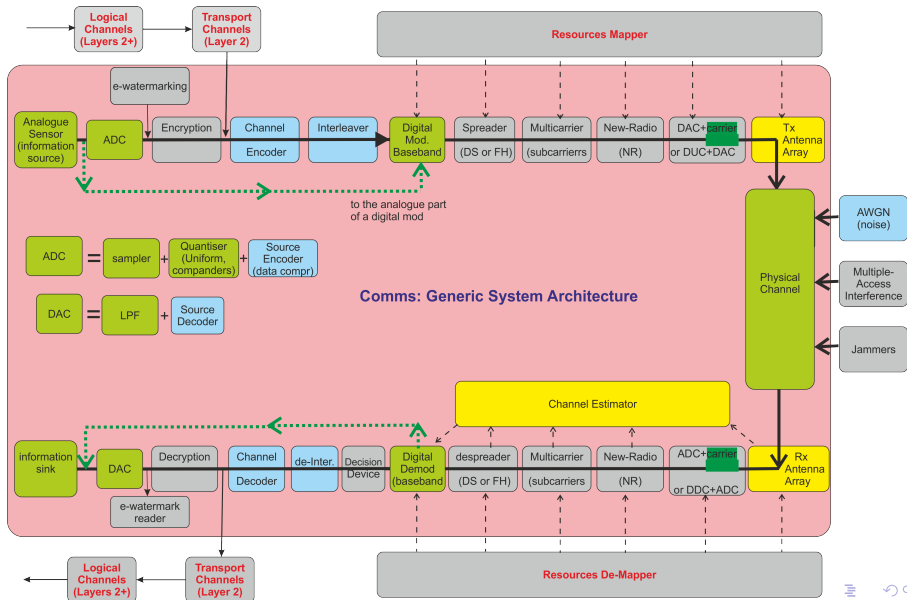 Logical
Channels
(Layers 2+)
Transport
Channels
(Layer 2)
Resources Mapper
e-watermarking
Analogue
Sensor
(information
source)
ADC
Encryption
Channel
Encoder
Interleaver
Digital
Mod.
Baseband
Spreader
(DS or FH)
Multicarrier
(subcarrierrs
New-Radio
(NR)
DAC+carrier
or DUC+DAC
Tx
Antenna
Array
to the analogue part
of a digital mod
AWGN
(noise)
ADC
=
sampler
+
Quantiser
(Uniform,
companders)
+
Source
Encoder
(data compr)
Physical
Channel
Multiple-
Access
Interference
Comms: Generic System Architecture
DAC
=
LPF
+
Source
Decoder
Jammers
Channel Estimator
information
sink
DAC
Decryption
Channel
Decoder
de-Inter.
Decision
Device
Digital
Demod
(baseband
despreader
(DS or FH)
Multicarrier
(subcarriers
New-Radio
(NR)
ADC+carrier
or DDC+ADC
Rx
Antenna
Array
e-watermark
reader
Logical
Channels
(Layers 2+)
Transport
Channels
(Layer 2)
Resources De-Mapper